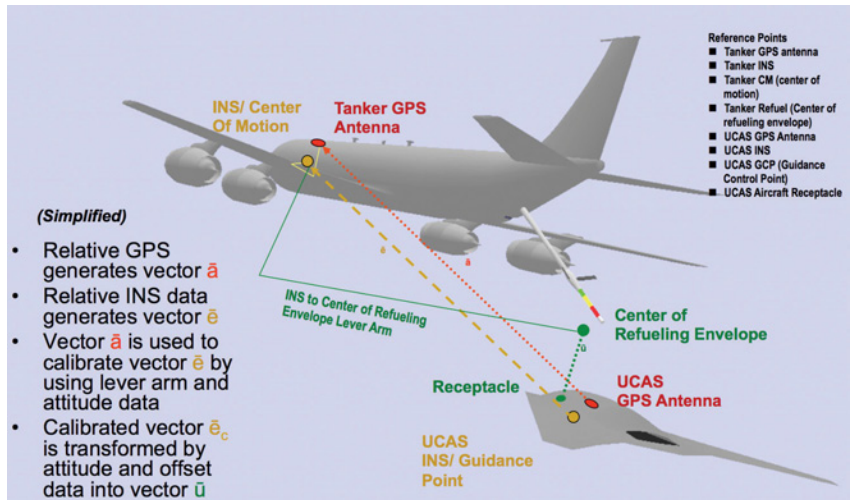 Reference Points
■ Tanker GPS antenna
■ Tanker INS
■ Tanker CM (center of
motion)
■ Tanker Refuel (Center of
refueling envelope)
■ UCAS GPS Antenna
■ UCAS INS
■ UCAS GCP (Guidance
Control Point)
■ UCAS Aircraft Receptacle
INS/ Center
Of Motion
Tanker GPS
Antenna
(Simplified)
• Relative GPS
generates vector ā
• Relative INS data
generates vector ē
• Vector ā is used to
calibrate vector ē by
using lever arm and
attitude data
• Calibrated vector ēc
is transformed by
attitude and offset
data into vector ū
ē
ā
INS to Center of Refueling
Envelope Lever Arm
Center of
Refueling Envelope
ū
Receptacle
UCAS
GPS Antenna
UCAS
INS/ Guidance
Point